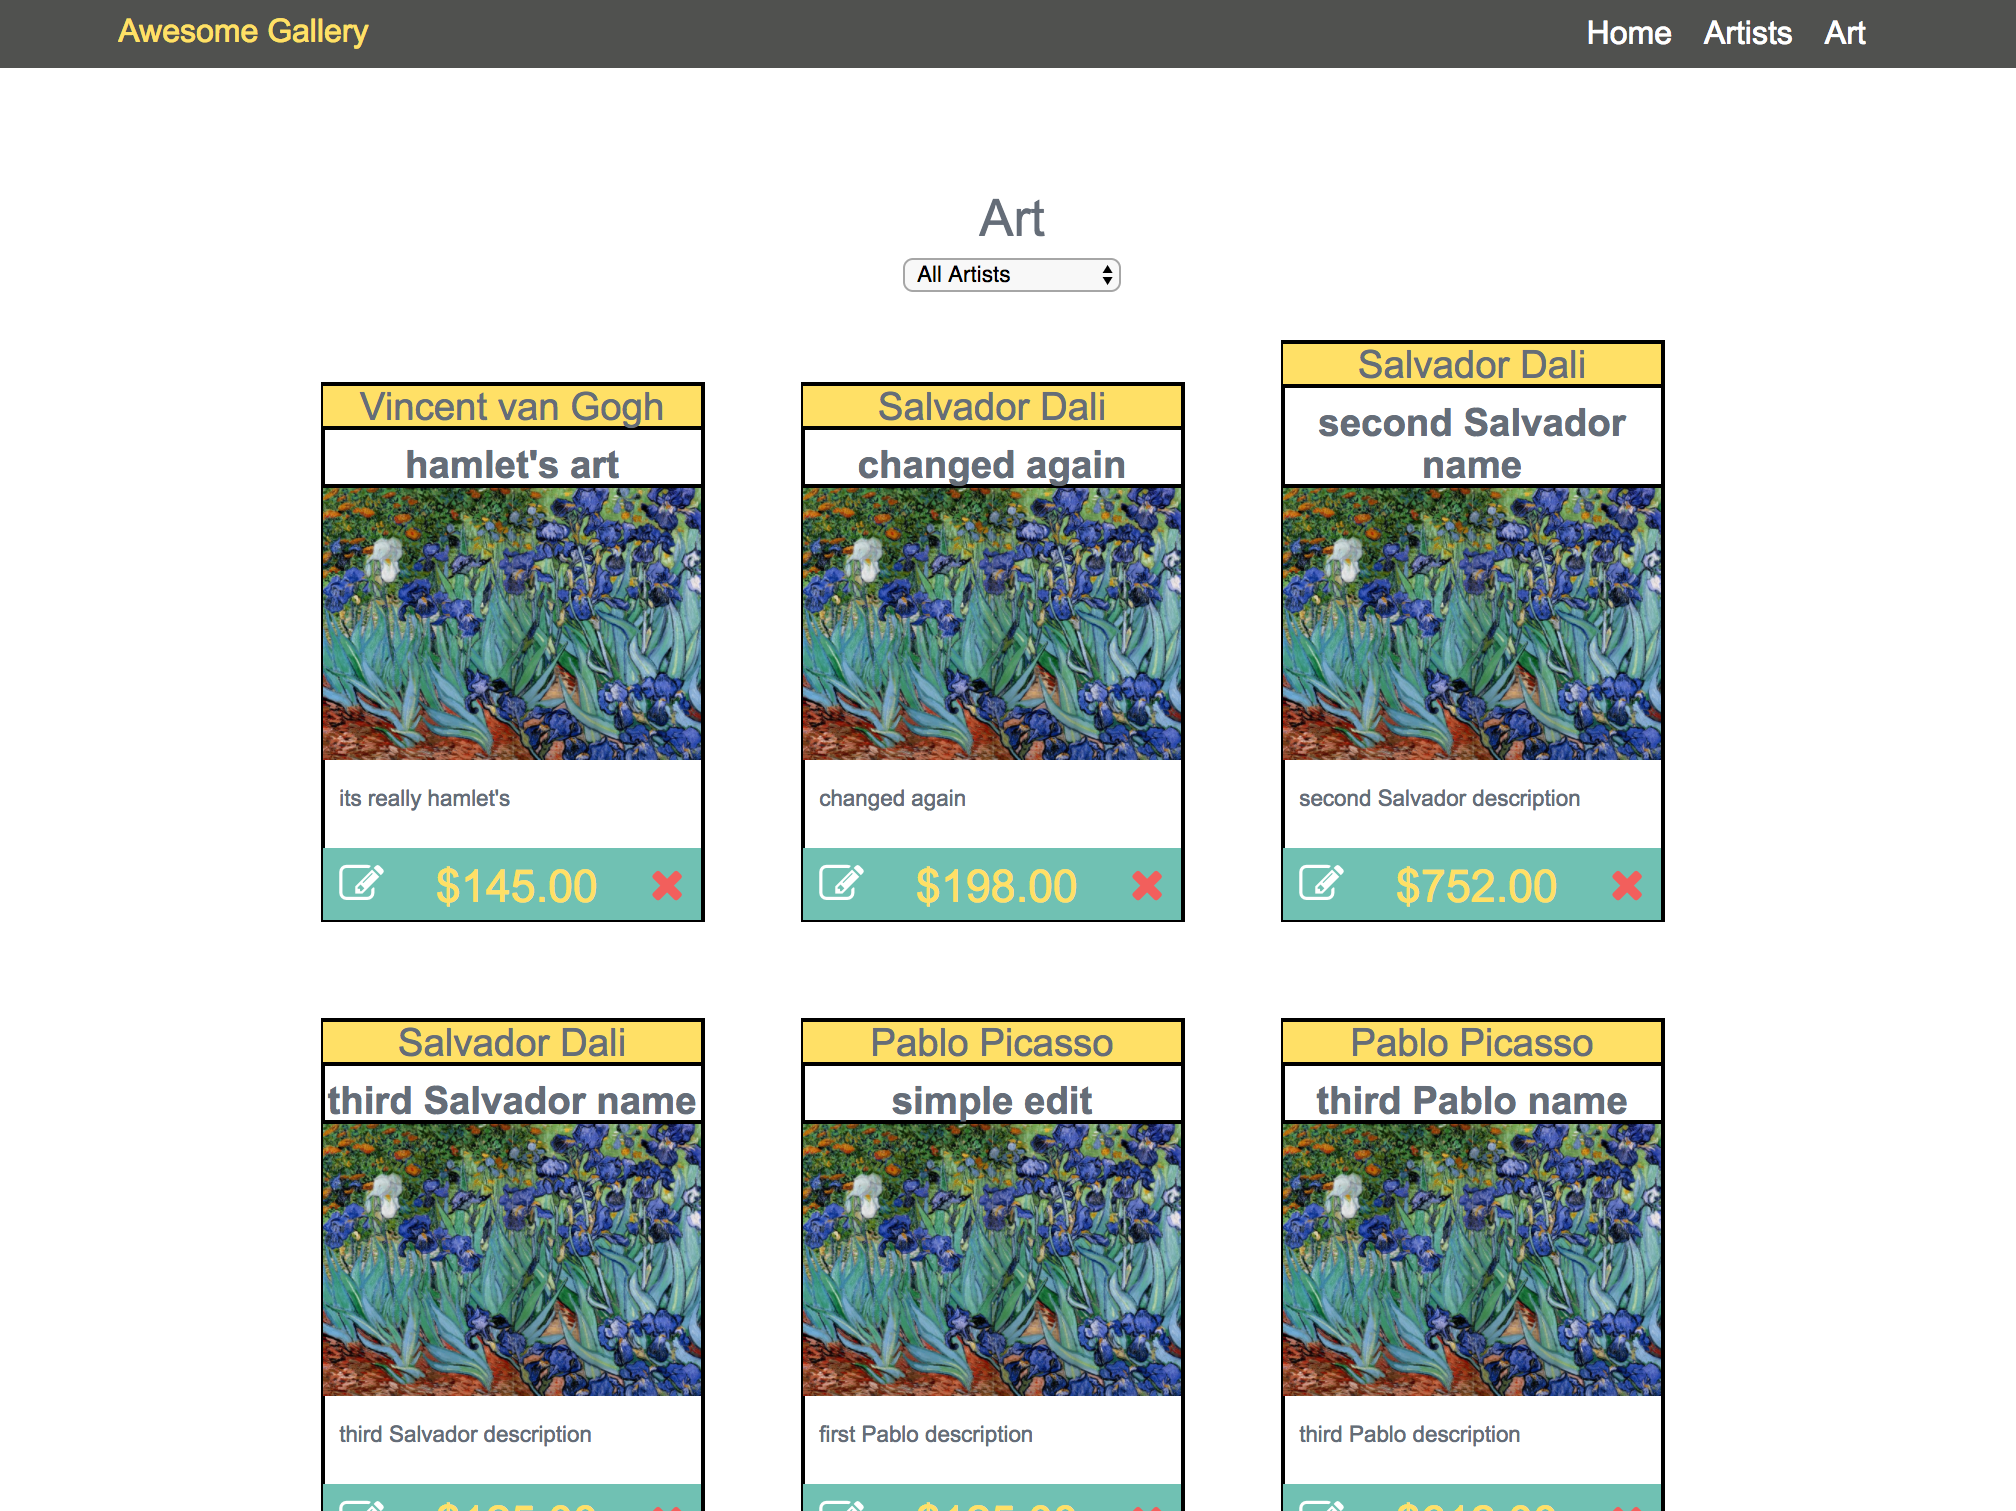 Awesome Gallery
Home Artists Art
Art
All Artists
Vincent van Gogh
hamlet's art
its really hamlet's
$145.00
Salvador Dali
changed again
changed again
$198.00
Salvador Dali
second Salvador
name
second Salvador description
$752.00
Salvador Dali
third Salvador name
third Salvador description
Pablo Picasso
simple edit
first Pablo description
Pablo Picasso
third Pablo name
third Pablo description